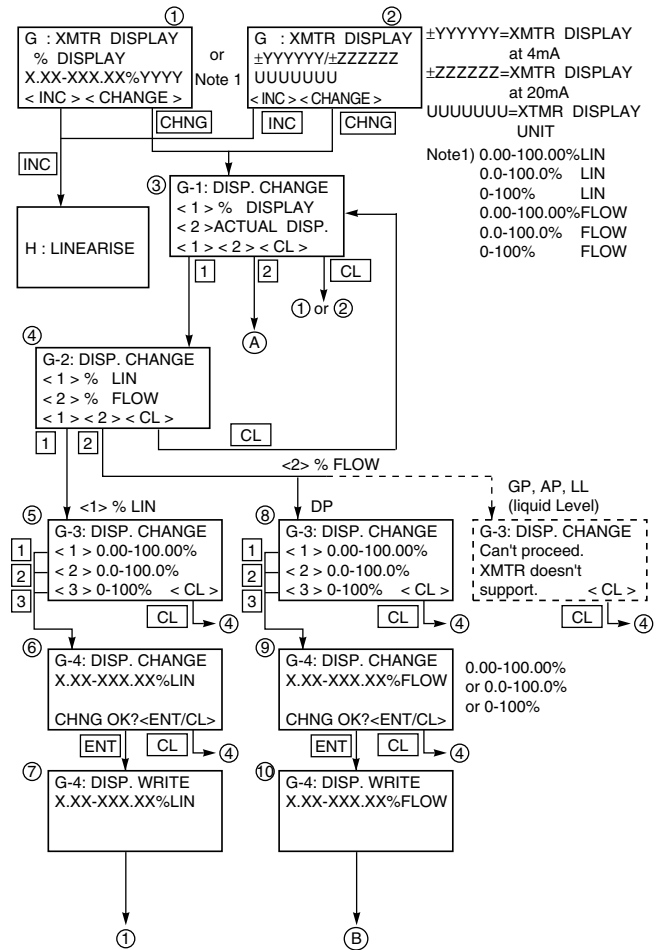 ①
G : XMTR DISPLAY
% DISPLAY
X.XX-XXX.XX%YYYY
< INC > < CHANGE >
or
Note 1
②
G : XMTR DISPLAY
±YYYYYY/±ZZZZZZ
UUUUUUU
< INC > < CHANGE >
±YYYYYY=XMTR DISPLAY
at 4mA
±ZZZZZZ=XMTR DISPLAY
at 20mA
UUUUUUU=XTMR DISPLAY
UNIT
Note1) 0.00-100.00%LIN
0.0-100.0% LIN
0-100% LIN
0.00-100.00%FLOW
0.0-100.0% FLOW
0-100% FLOW
CHNG
INC
CHNG
INC
H : LINEARISE
③
G-1: DISP. CHANGE
< 1 > % DISPLAY
< 2 >ACTUAL DISP.
< 1 > < 2 > < CL >
1
2
CL
① or ②
A
④
G-2: DISP. CHANGE
< 1 > % LIN
< 2 > % FLOW
< 1 > < 2 > < CL >
1
2
CL
<2> % FLOW
<1> % LIN
DP
GP, AP, LL
(liquid Level)
⑤
G-3: DISP. CHANGE
< 1 > 0.00-100.00%
< 2 > 0.0-100.0%
< 3 > 0-100% < CL >
1
2
3
CL
④
⑧
G-3: DISP. CHANGE
< 1 > 0.00-100.00%
< 2 > 0.0-100.0%
< 3 > 0-100% < CL >
1
2
3
CL
④
G-3: DISP. CHANGE
Can't proceed.
XMTR doesn't
support. < CL >
CL
④
⑥
G-4: DISP. CHANGE
X.XX-XXX.XX%LIN
CHNG OK?<ENT/CL>
ENT
CL
④
⑨
G-4: DISP. CHANGE
X.XX-XXX.XX%FLOW
CHNG OK?<ENT/CL>
0.00-100.00%
or 0.0-100.0%
or 0-100%
ENT
CL
④
⑦
G-4: DISP. WRITE
X.XX-XXX.XX%LIN
①
⑩
G-4: DISP. WRITE
X.XX-XXX.XX%FLOW
B